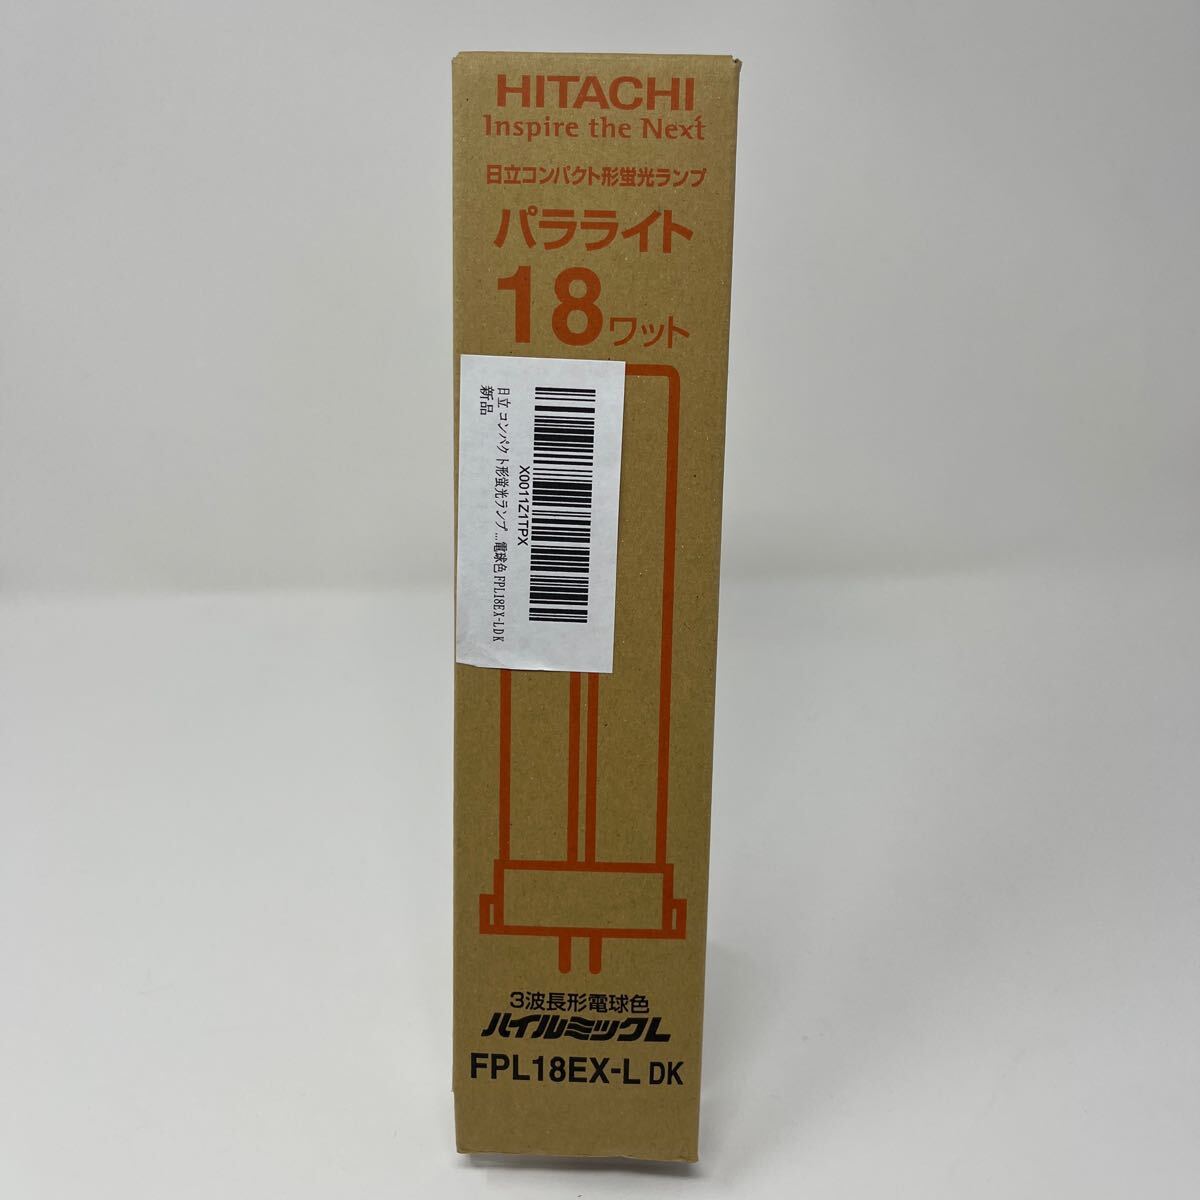 HITACHI
Inspire the Next
日立コンパクト形蛍光ランプ
パラライト
18ワット
X0011Z1TPX
日立 コンパクト形蛍光ランプ ... 電球色 FPL18EX-LDK
新品
3波長形電球色
ハイルミックL
FPL18EX-L DK